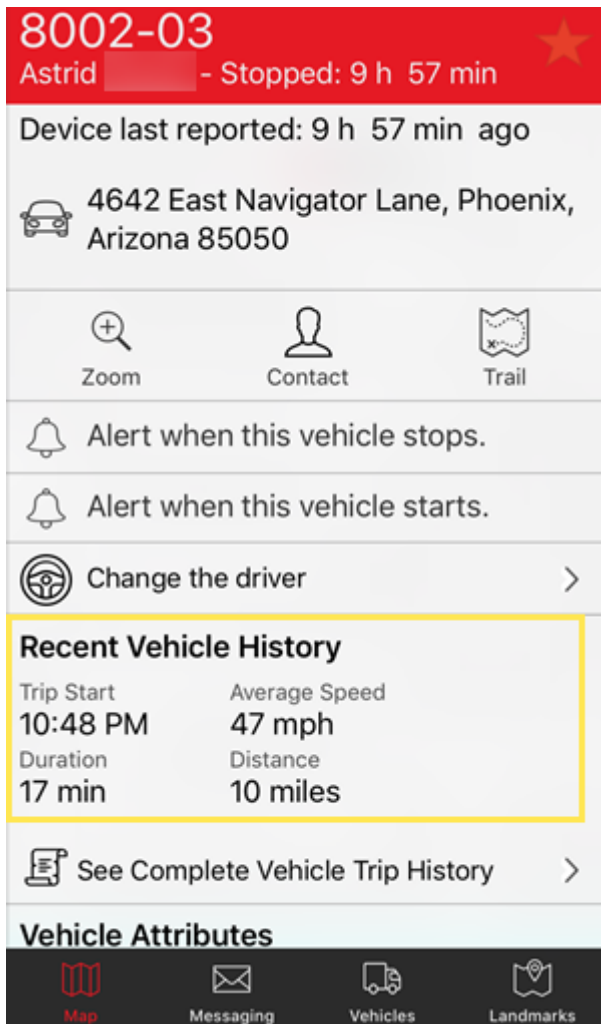 8002-03
Astrid - Stopped: 9 h 57 min
Device last reported: 9 h 57 min ago
4642 East Navigator Lane, Phoenix,
Arizona 85050
Zoom Contact Trail
Alert when this vehicle stops.
Alert when this vehicle starts.
Change the driver
Recent Vehicle History
Trip Start Average Speed
10:48 PM 47 mph
Duration Distance
17 min 10 miles
See Complete Vehicle Trip History
Vehicle Attributes
Map Messaging Vehicles Landmarks